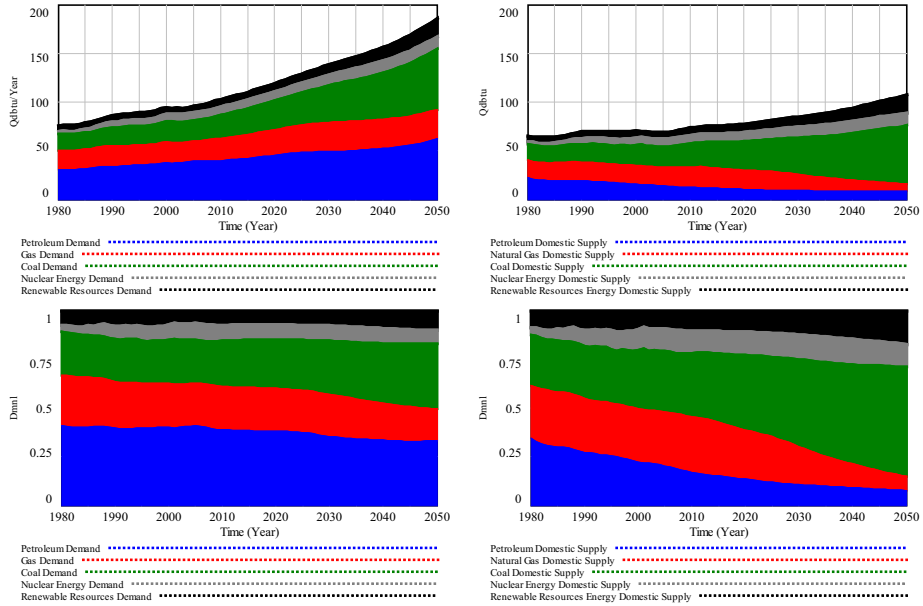 200
150
100
50
0
Qdbtu/Year
1980 1990 2000 2010 2020 2030 2040 2050
Time (Year)
Petroleum Demand
Gas Demand
Coal Demand
Nuclear Energy Demand
Renewable Resources Demand
200
150
100
50
0
Qdbtu
1980 1990 2000 2010 2020 2030 2040 2050
Time (Year)
Petroleum Domestic Supply
Natural Gas Domestic Supply
Coal Domestic Supply
Nuclear Energy Domestic Supply
Renewable Resources Energy Domestic Supply
1
0.75
0.5
0.25
0
Dmnl
1980 1990 2000 2010 2020 2030 2040 2050
Time (Year)
Petroleum Demand
Gas Demand
Coal Demand
Nuclear Energy Demand
Renewable Resources Demand
1
0.75
0.5
0.25
0
Dmnl
1980 1990 2000 2010 2020 2030 2040 2050
Time (Year)
Petroleum Domestic Supply
Natural Gas Domestic Supply
Coal Domestic Supply
Nuclear Energy Domestic Supply
Renewable Resources Energy Domestic Supply